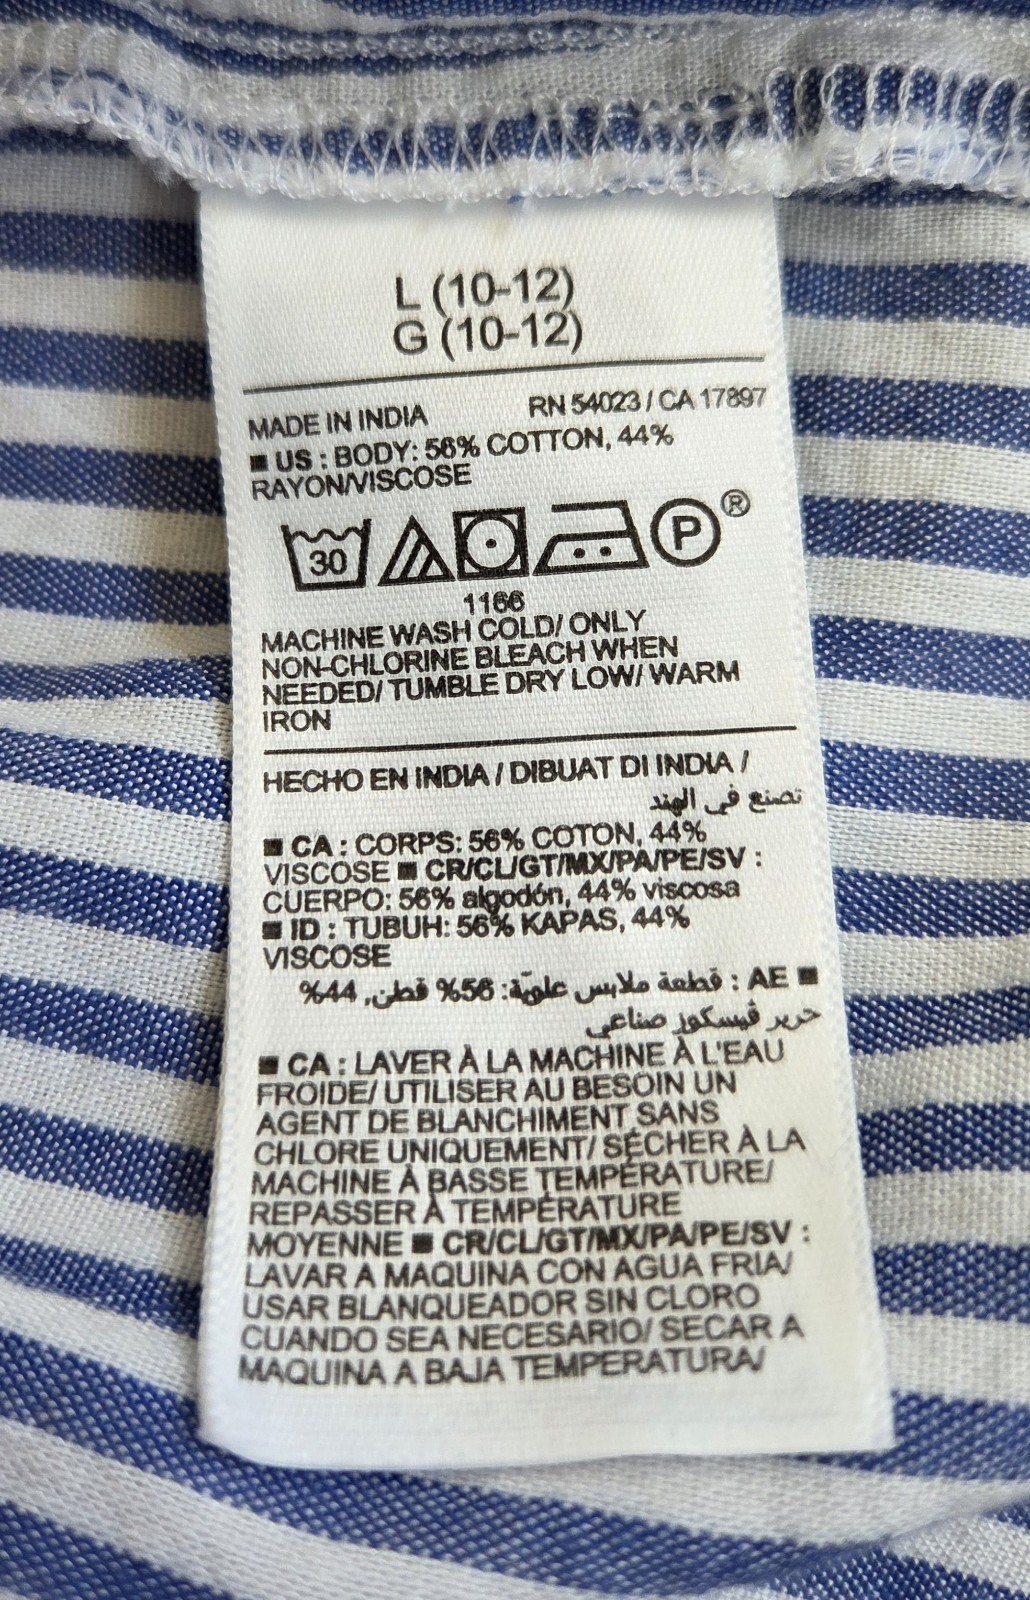 L (10-12)
G (10-12)
MADE IN INDIA RN 54023 / CA 17897
■ US : BODY: 56% COTTON, 44%
RAYON/VISCOSE
30 P ®
1166
MACHINE WASH COLD/ ONLY
NON-CHLORINE BLEACH WHEN
NEEDED/ TUMBLE DRY LOW/ WARM
IRON
HECHO EN INDIA / DIBUAT DI INDIA /
تصنع في الهند
■ CA : CORPS: 56% COTON, 44%
VISCOSE ■ CR/CL/GT/MX/PA/PE/SV :
CUERPO: 56% algodón, 44% viscosa
■ ID : TUBUH: 56% KAPAS, 44%
VISCOSE
■ AE : قطعة ملابس علويّة: 56% قطن, 44%
حرير ڤيسكوز صناعي
■ CA : LAVER À LA MACHINE À L'EAU
FROIDE/ UTILISER AU BESOIN UN
AGENT DE BLANCHIMENT SANS
CHLORE UNIQUEMENT/ SÉCHER À LA
MACHINE À BASSE TEMPÉRATURE/
REPASSER À TEMPÉRATURE
MOYENNE ■ CR/CL/GT/MX/PA/PE/SV :
LAVAR A MAQUINA CON AGUA FRIA/
USAR BLANQUEADOR SIN CLORO
CUANDO SEA NECESARIO/ SECAR A
MAQUINA A BAJA TEMPERATURA/